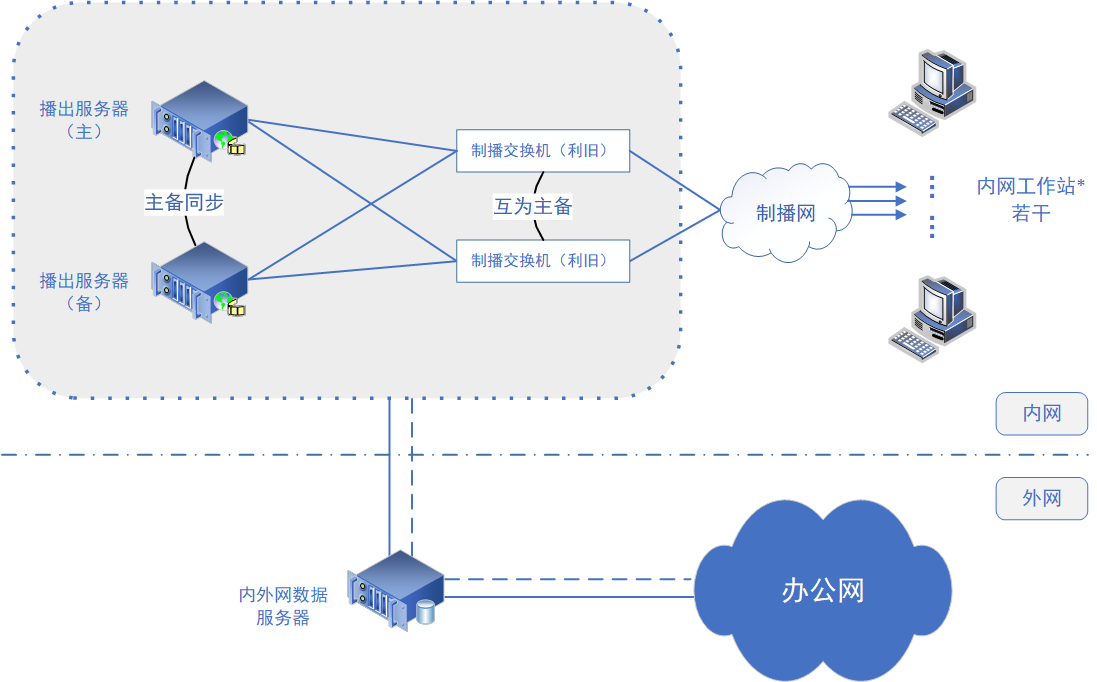 播出服务器
（主）
制播交换机（利旧）
主备同步
互为主备
制播网
内网工作站*
若干
播出服务器
（备）
制播交换机（利旧）
内网
外网
内外网数据
服务器
办公网